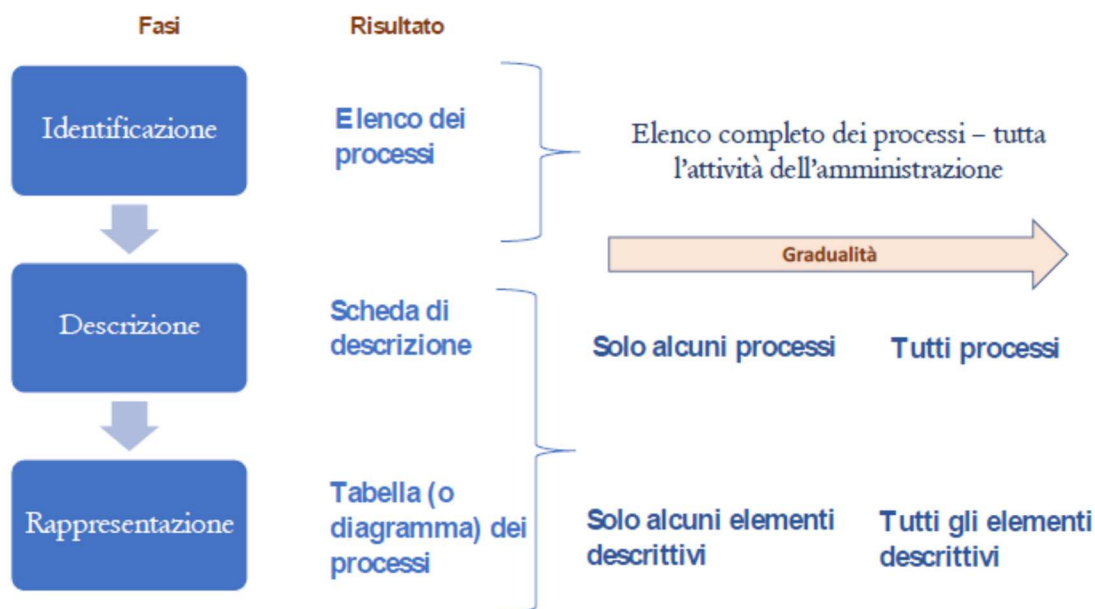 Fasi
Risultato
Identificazione
Elenco dei
processi
Elenco completo dei processi – tutta
l'attività dell'amministrazione
Gradualità
Descrizione
Scheda di
descrizione
Solo alcuni processi
Tutti processi
Rappresentazione
Tabella (o
diagramma) dei
processi
Solo alcuni elementi
descrittivi
Tutti gli elementi
descrittivi